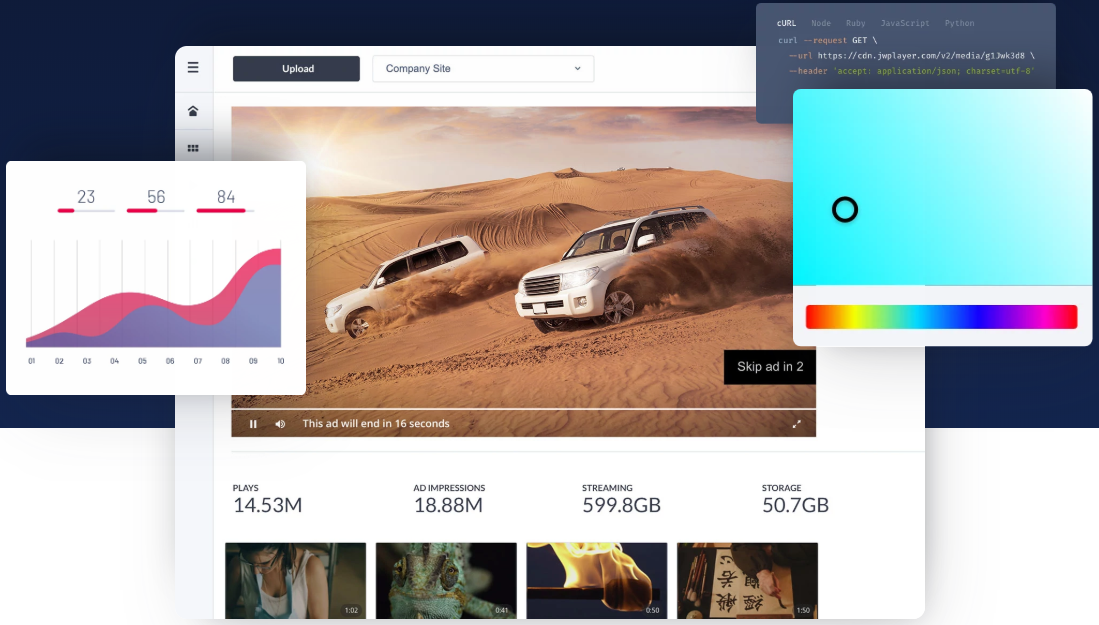 cURL Node Ruby JavaScript Python
curl --request GET \
--url https://cdn.jwplayer.com/v2/media/g1Jwk3d8 \
--header 'accept: application/json; charset=utf-8'
Upload
Company Site
23 56 84
01 02 03 04 05 06 07 08 09 10
Skip ad in 2
This ad will end in 16 seconds
PLAYS
14.53M
AD IMPRESSIONS
18.88M
STREAMING
599.8GB
STORAGE
50.7GB
1:02
0:41
0:50
1:50